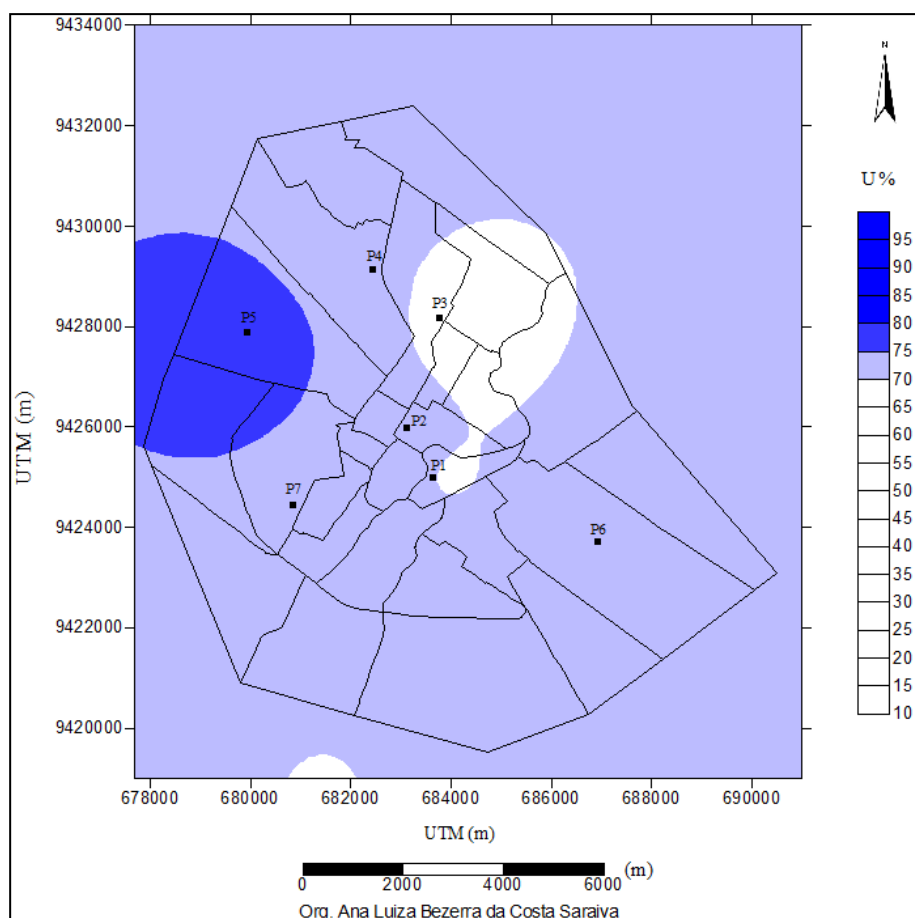 9434000
9432000
9430000
9428000
9426000
9424000
9422000
9420000
UTM (m)
678000 680000 682000 684000 686000 688000 690000
UTM (m)
P4
P3
P5
P2
P1
P7
P6
N
U%
95
95
85
80
75
70
65
60
55
50
45
40
35
30
25
20
15
10
0 2000 4000 6000 (m)
Org. Ana Luiza Bezerra da Costa Saraiva